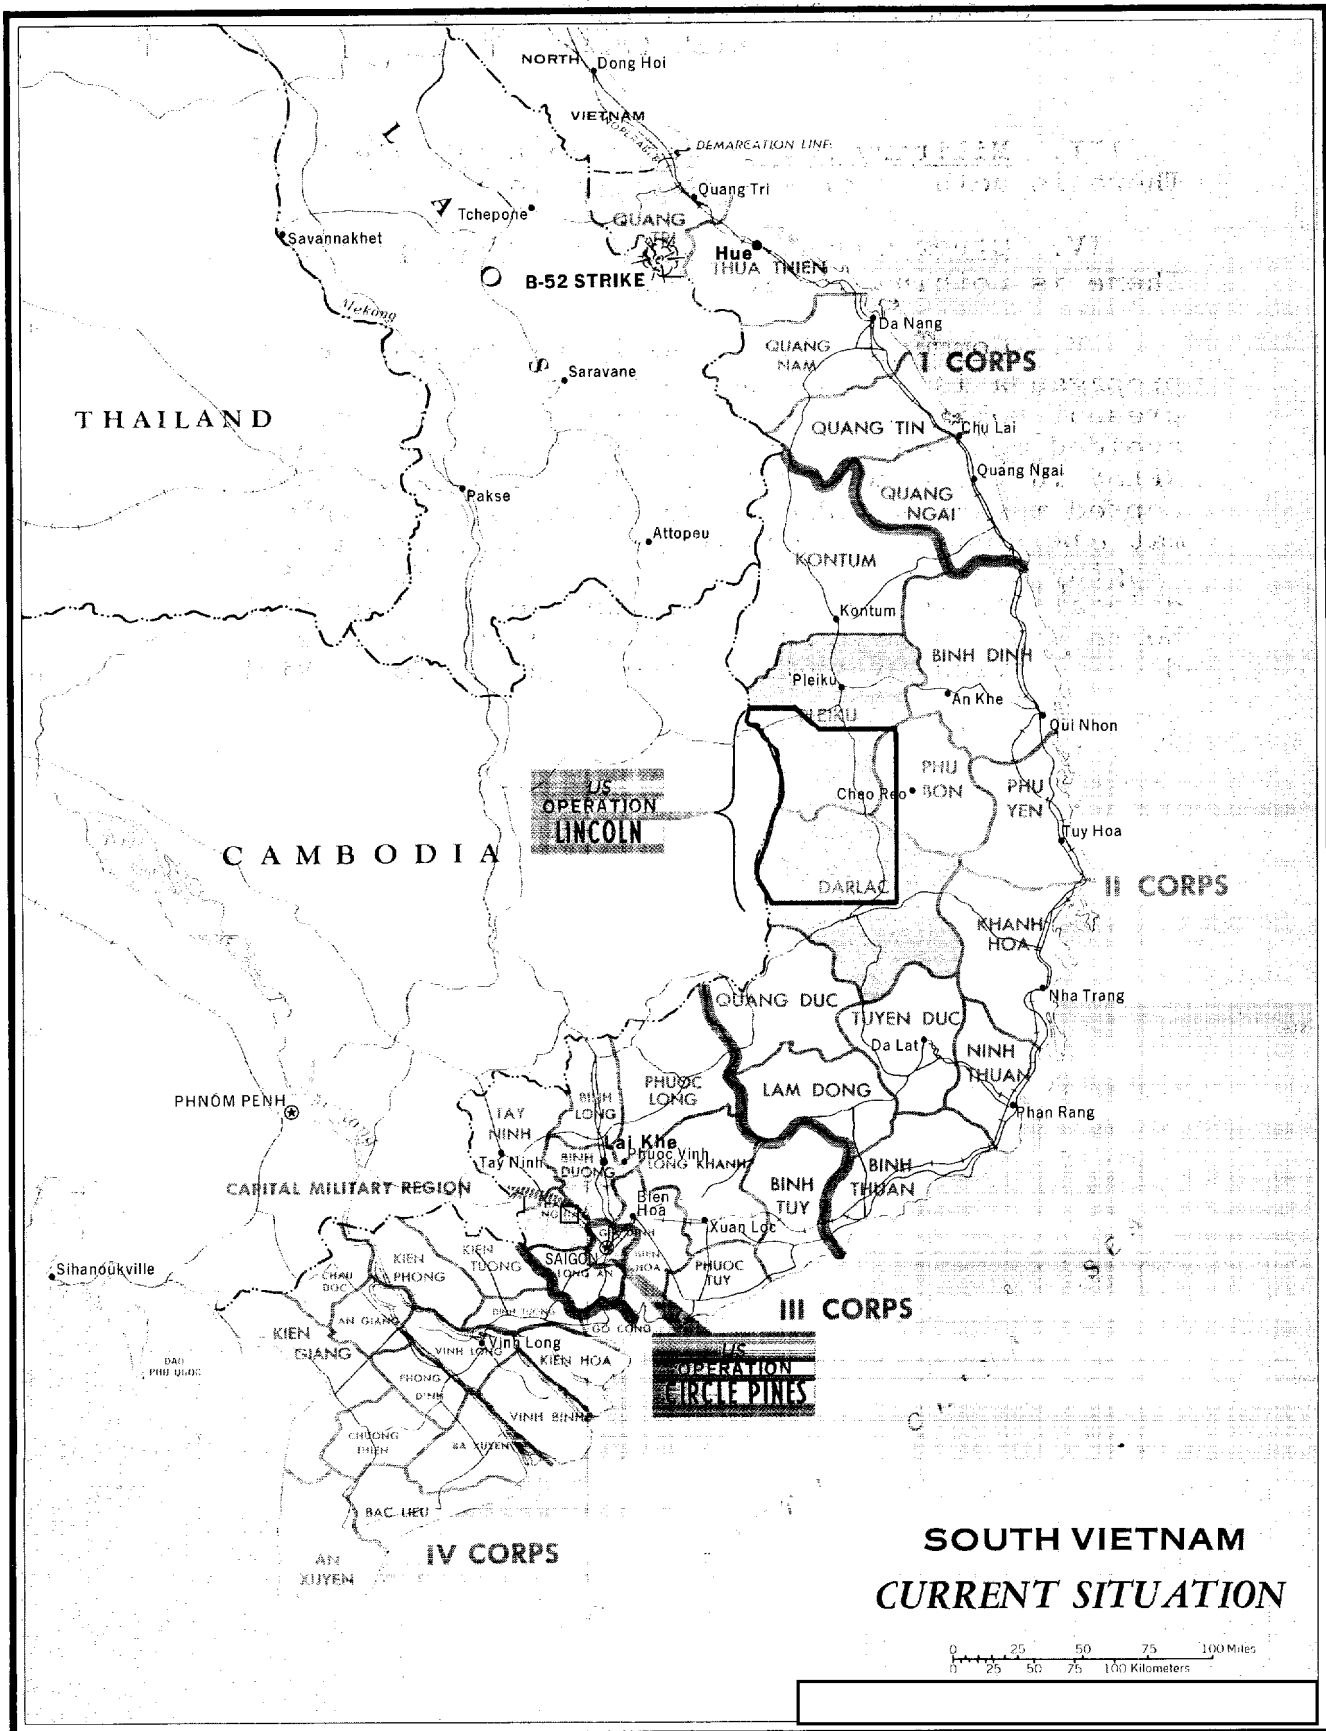 NORTH
Dong Hoi
VIETNAM
DEMARCATION LINE
Quang Tri
L
A
O
S
Tchepone
QUANG
TRI
Savannakhet
Hue
THUA THIEN
B-52 STRIKE
Mekong
Da Nang
QUANG
NAM
I CORPS
Saravane
THAILAND
QUANG TIN
Chu Lai
Quang Ngai
Pakse
QUANG
NGAI
Attopeu
KONTUM
Kontum
BINH DINH
Pleiku
An Khe
PLEIKU
Qui Nhon
US
OPERATION
LINCOLN
PHU
BON
Cheo Reo
PHU
YEN
Tuy Hoa
CAMBODIA
DARLAC
II CORPS
KHANH
HOA
QUANG DUC
Nha Trang
TUYEN DUC
Da Lat
NINH
THUAN
PHUOC
LONG
LAM DONG
BINH
LONG
PHNOM PENH
TAY
NINH
Phan Rang
Lai Khe
Phuoc Vinh
Tay Ninh
BINH
DUONG
LONG KHANH
BINH
THUAN
CAPITAL MILITARY REGION
BINH
TUY
Bien
Hoa
Xuan Loc
KIEN
PHONG
KIEN
TUONG
SAIGON
LONG AN
BIEN
HOA
PHUOC
TUY
Sihanoukville
CHAU
DOC
III CORPS
AN GIANG
DINH TUONG
GO CONG
KIEN
GIANG
VINH LONG
Vinh Long
KIEN HOA
US
OPERATION
CIRCLE PINES
DAO
PHU QUOC
PHONG
DINH
VINH BINH
CHUONG
THIEN
BA XUYEN
BAC LIEU
IV CORPS
AN
XUYEN
SOUTH VIETNAM
CURRENT SITUATION
0 25 50 75 100 Miles
0 25 50 75 100 Kilometers